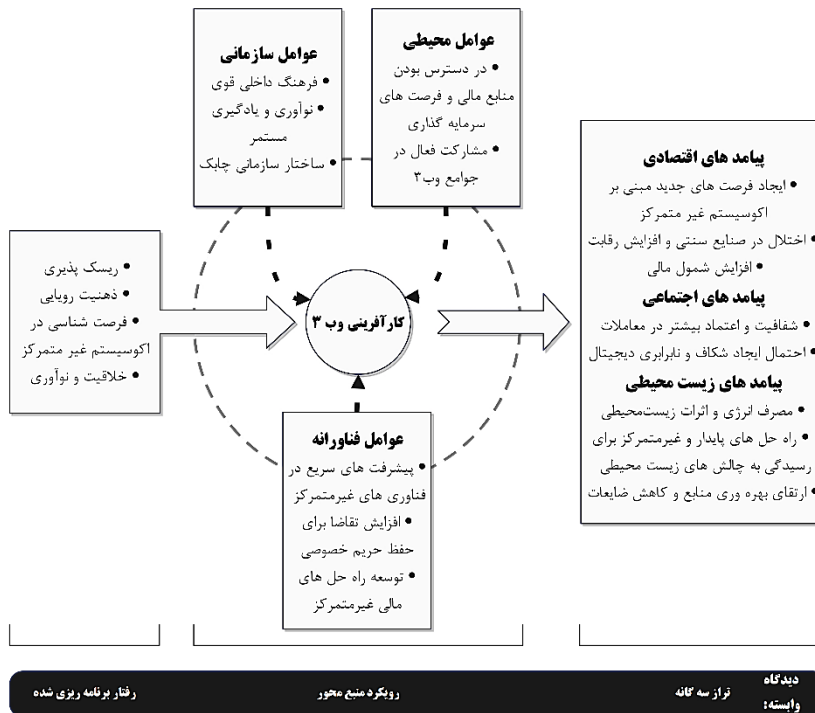 عوامل سازمانی
• فرهنگ داخلی قوی
• نوآوری و یادگیری
مستمر
• ساختار سازمانی چابک
عوامل محیطی
• در دسترس بودن
منابع مالی و فرصت های
سرمایه گذاری
• مشارکت فعال در
جوامع وب۳
پیامد های اقتصادی
• ایجاد فرصت های جدید مبنی بر
اکوسیستم غیر متمرکز
• اختلال در صنایع سنتی و افزایش رقابت
• افزایش شمول مالی
پیامد های اجتماعی
• شفافیت و اعتماد بیشتر در معاملات
• احتمال ایجاد شکاف و نابرابری دیجیتال
پیامد های زیست محیطی
• مصرف انرژی و اثرات زیست‌محیطی
• راه حل های پایدار و غیرمتمرکز برای
رسیدگی به چالش های زیست محیطی
• ارتقای بهره وری منابع و کاهش ضایعات
• ریسک پذیری
• ذهنیت رویایی
• فرصت شناسی در
اکوسیستم غیر متمرکز
• خلاقیت و نوآوری
کارآفرینی وب ۳
عوامل فناورانه
• پیشرفت های سریع در
فناوری های غیرمتمرکز
• افزایش تقاضا برای
حفظ حریم خصوصی
• توسعه راه حل های
مالی غیرمتمرکز
دیدگاه
وابسته:
تراز سه گانه
رویکرد منبع محور
رفتار برنامه ریزی شده